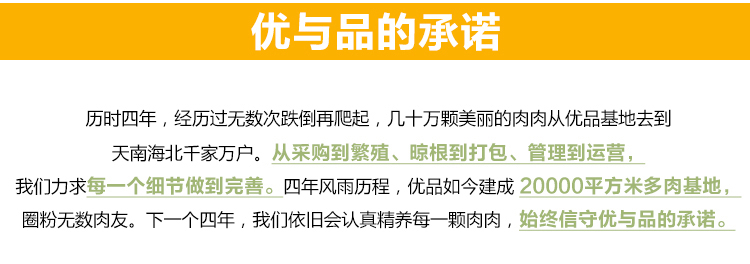 优与品的承诺
历时四年，经历过无数次跌倒再爬起，几十万颗美丽的肉肉从优品基地去到
天南海北千家万户。从采购到繁殖、晾根到打包、管理到运营，
我们力求每一个细节做到完善。四年风雨历程，优品如今建成 20000平方米多肉基地，
圈粉无数肉友。下一个四年，我们依旧会认真精养每一颗肉肉，始终信守优与品的承诺。